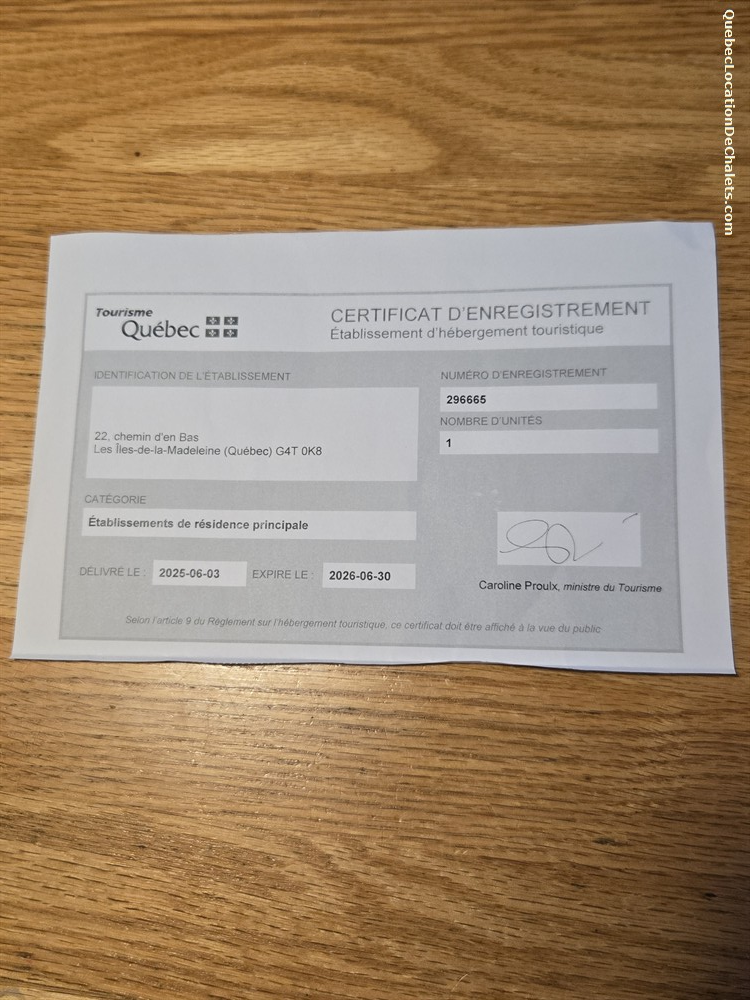 QuebecLocationDeChalets.com
Tourisme
Québec
CERTIFICAT D'ENREGISTREMENT
Établissement d'hébergement touristique
IDENTIFICATION DE L'ÉTABLISSEMENT
22, chemin d'en Bas
Les Îles-de-la-Madeleine (Québec) G4T 0K8
NUMÉRO D'ENREGISTREMENT
296665
NOMBRE D'UNITÉS
1
CATÉGORIE
Établissements de résidence principale
DÉLIVRÉ LE : 2025-06-03 EXPIRE LE : 2026-06-30
Caroline Proulx, ministre du Tourisme
Selon l'article 9 du Règlement sur l'hébergement touristique, ce certificat doit être affiché à la vue du public